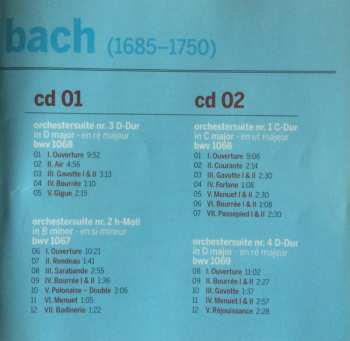 bach (1685–1750)
cd 01
orchestersuite nr. 3 D-Dur
in D major - en ré majeur
bwv 1068
01 I. Ouverture 9:52
02 II. Air 4:56
03 III. Gavotte I & II 3:10
04 IV. Bourrée 1:10
05 V. Gigue 2:15
orchestersuite nr. 2 h-Moll
in B minor - en si mineur
bwv 1067
06 I. Ouverture 10:21
07 II. Rondeau 1:41
08 III. Sarabande 2:55
09 IV. Bourrée I & II 1:36
10 V. Polonaise – Double 3:06
11 VI. Menuet 1:05
12 VII. Badinerie 1:22
cd 02
orchestersuite nr. 1 C-Dur
in C major - en ut majeur
bwv 1066
01 I. Ouverture 9:06
02 II. Courante 2:14
03 III. Gavotte I & II 2:30
04 IV. Forlane 1:08
05 V. Menuet I & II 2:30
06 VI. Bourrée I & II 1:08
07 VII. Passepied I & II 2:30
orchestersuite nr. 4 D-Dur
in D major - en ré majeur
bwv 1069
08 I. Ouverture 11:02
09 II. Bourrée I & II 2:27
10 III. Gavotte 1:37
11 IV. Menuet I & II 2:57
12 V. Réjouissance 2:28